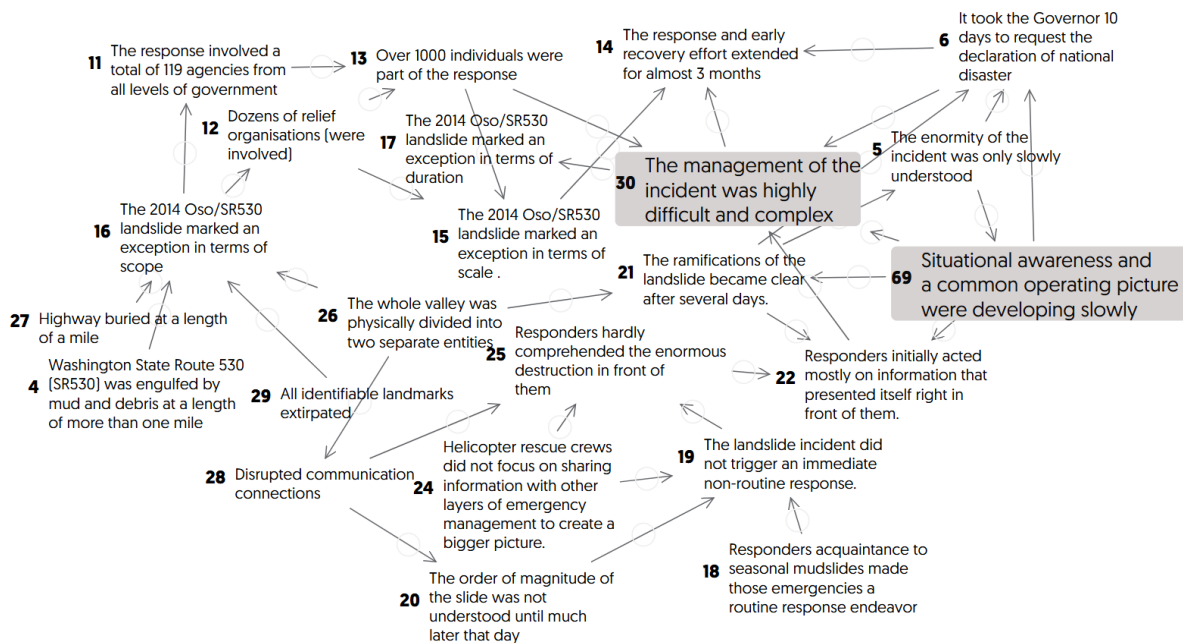 11 The response involved a
total of 119 agencies from
all levels of government
13 Over 1000 individuals were
part of the response
14 The response and early
recovery effort extended
for almost 3 months
6 It took the Governor 10
days to request the
declaration of national
disaster
12 Dozens of relief
organisations (were
involved)
17 The 2014 Oso/SR530
landslide marked an
exception in terms of
duration
30 The management of the
incident was highly
difficult and complex
5 The enormity of the
incident was only slowly
understood
16 The 2014 Oso/SR530
landslide marked an
exception in terms of
scope
15 The 2014 Oso/SR530
landslide marked an
exception in terms of
scale .
21 The ramifications of the
landslide became clear
after several days.
69 Situational awareness and
a common operating picture
were developing slowly
27 Highway buried at a length
of a mile
26 The whole valley was
physically divided into
two separate entities
25 Responders hardly
comprehended the enormous
destruction in front of
them
22 Responders initially acted
mostly on information that
presented itself right in
front of them.
4 Washington State Route 530
(SR530) was engulfed by
mud and debris at a length
of more than one mile
29 All identifiable landmarks
extirpated
28 Disrupted communication
connections
24 Helicopter rescue crews
did not focus on sharing
information with other
layers of emergency
management to create a
bigger picture.
19 The landslide incident did
not trigger an immediate
non-routine response.
20 The order of magnitude of
the slide was not
understood until much
later that day
18 Responders acquaintance to
seasonal mudslides made
those emergencies a
routine response endeavor